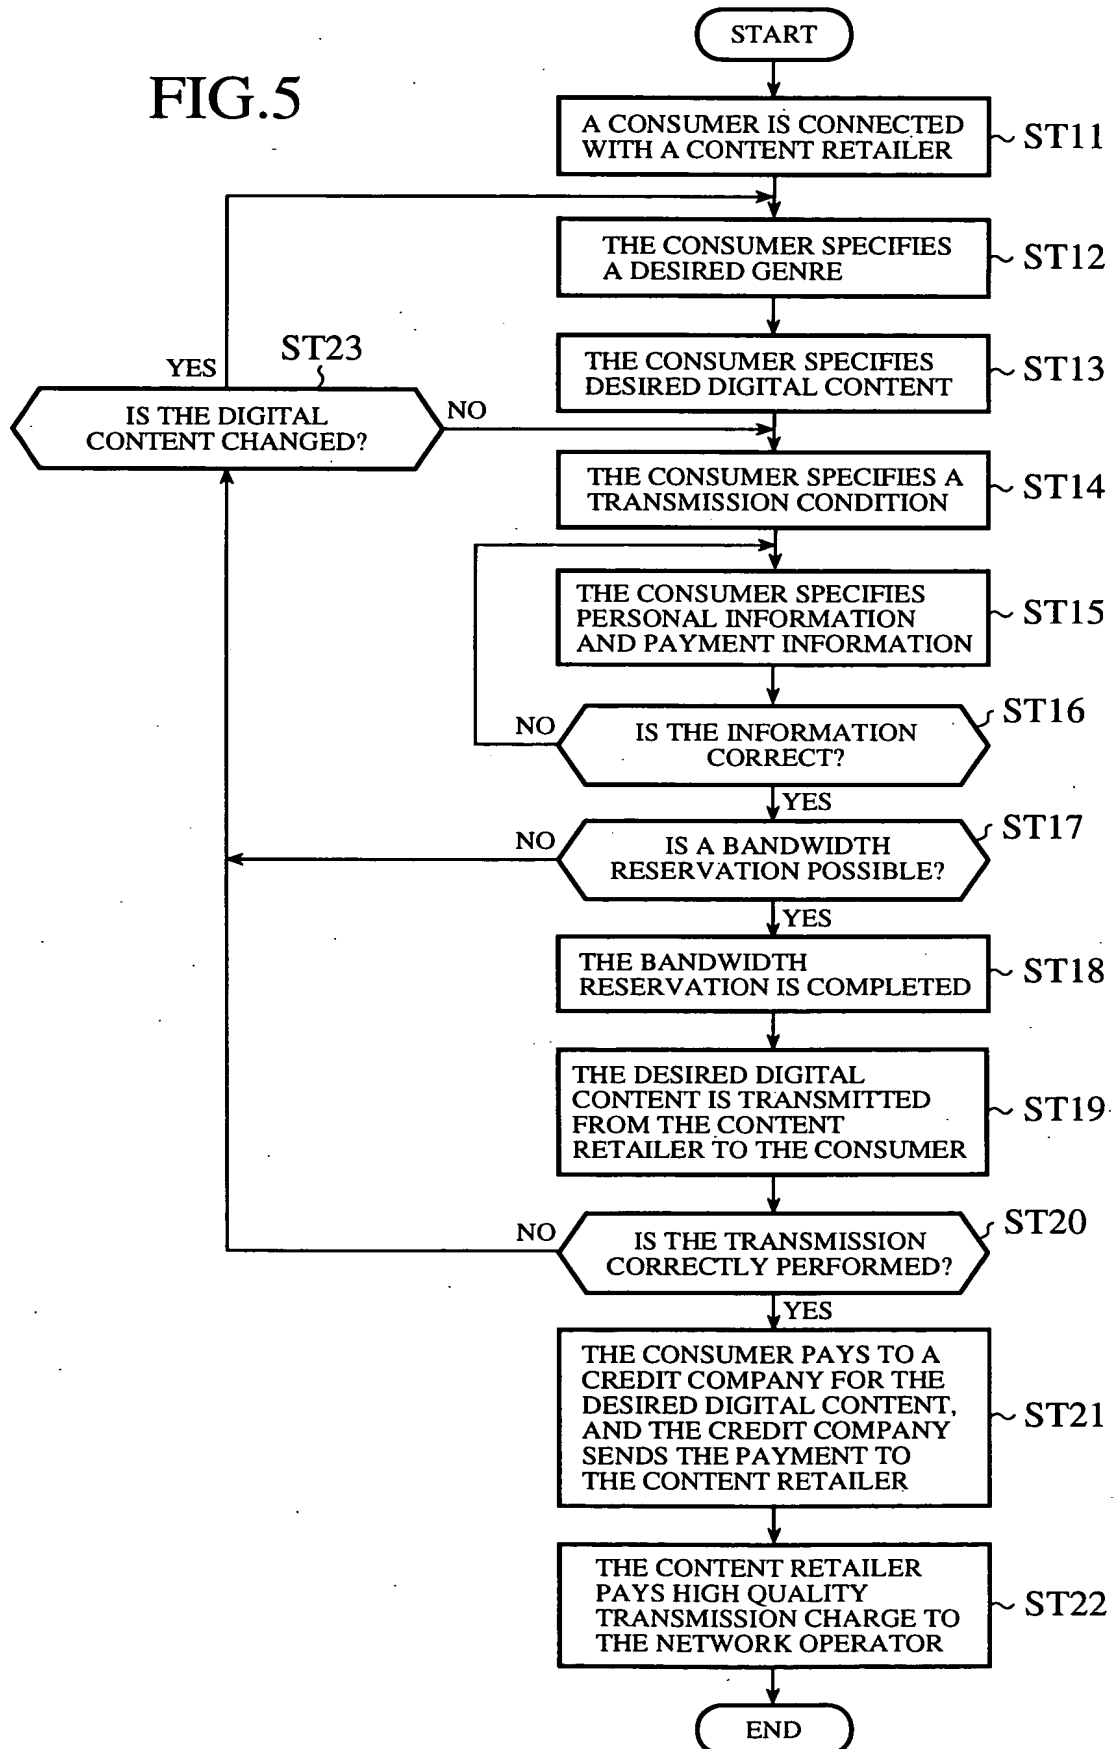 FIG.5
START
A CONSUMER IS CONNECTED
WITH A CONTENT RETAILER
ST11
THE CONSUMER SPECIFIES
A DESIRED GENRE
ST12
THE CONSUMER SPECIFIES
DESIRED DIGITAL CONTENT
ST13
YES
ST23
IS THE DIGITAL
CONTENT CHANGED?
NO
THE CONSUMER SPECIFIES A
TRANSMISSION CONDITION
ST14
THE CONSUMER SPECIFIES
PERSONAL INFORMATION
AND PAYMENT INFORMATION
ST15
NO
IS THE INFORMATION
CORRECT?
ST16
YES
NO
IS A BANDWIDTH
RESERVATION POSSIBLE?
ST17
YES
THE BANDWIDTH
RESERVATION IS COMPLETED
ST18
THE DESIRED DIGITAL
CONTENT IS TRANSMITTED
FROM THE CONTENT
RETAILER TO THE CONSUMER
ST19
NO
IS THE TRANSMISSION
CORRECTLY PERFORMED?
ST20
YES
THE CONSUMER PAYS TO A
CREDIT COMPANY FOR THE
DESIRED DIGITAL CONTENT,
AND THE CREDIT COMPANY
SENDS THE PAYMENT TO
THE CONTENT RETAILER
ST21
THE CONTENT RETAILER
PAYS HIGH QUALITY
TRANSMISSION CHARGE TO
THE NETWORK OPERATOR
ST22
END